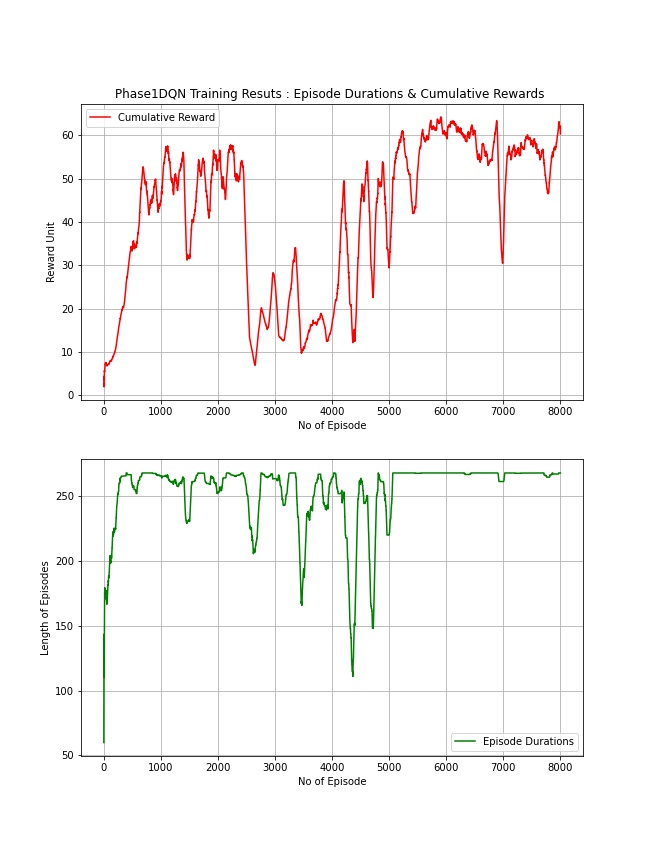 Phase1DQN Training Resuts : Episode Durations & Cumulative Rewards
Cumulative Reward
Reward Unit
60
50
40
30
20
10
0
0 1000 2000 3000 4000 5000 6000 7000 8000
No of Episode
Length of Episodes
250
200
150
100
50
Episode Durations
0 1000 2000 3000 4000 5000 6000 7000 8000
No of Episode